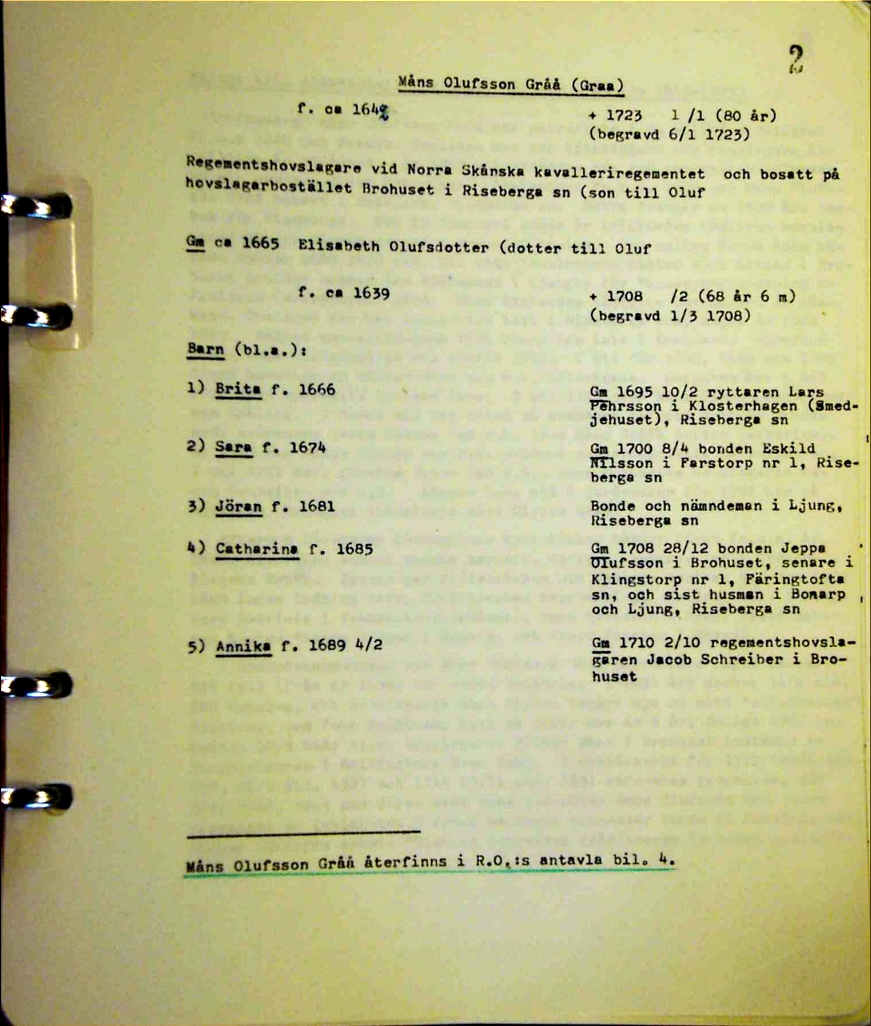 2
Måns Olufsson Gråå (Graa)
f. ca 1642
+ 1723 1 /1 (80 år)
(begravd 6/1 1723)
Regementshovslagare vid Norra Skånska kavalleriregementet och bosatt på
hovslagarbostället Brohuset i Riseberga sn (son till Oluf
Gm ca 1665 Elisabeth Olufsdotter (dotter till Oluf
f. ca 1639
+ 1708 /2 (68 år 6 m)
(begravd 1/3 1708)
Barn (bl.a.):
1) Brita f. 1666
Gm 1695 10/2 ryttaren Lars
Pehrsson i Klosterhagen (Smed-
jehuset), Riseberga sn
2) Sara f. 1674
Gm 1700 8/4 bonden Eskild
Nilsson i Farstorp nr 1, Rise-
berga sn
3) Jöran f. 1681
Bonde och nämndeman i Ljung,
Riseberga sn
4) Catharina f. 1685
Gm 1708 28/12 bonden Jeppa
Olufsson i Brohuset, senare i
Klingstorp nr 1, Färingtofta
sn, och sist husman i Bonarp
och Ljung, Riseberga sn
5) Annika f. 1689 4/2
Gm 1710 2/10 regementshovsla-
garen Jacob Schreiber i Bro-
huset
Måns Olufsson Gråå återfinns i R.O.:s antavla bil. 4.